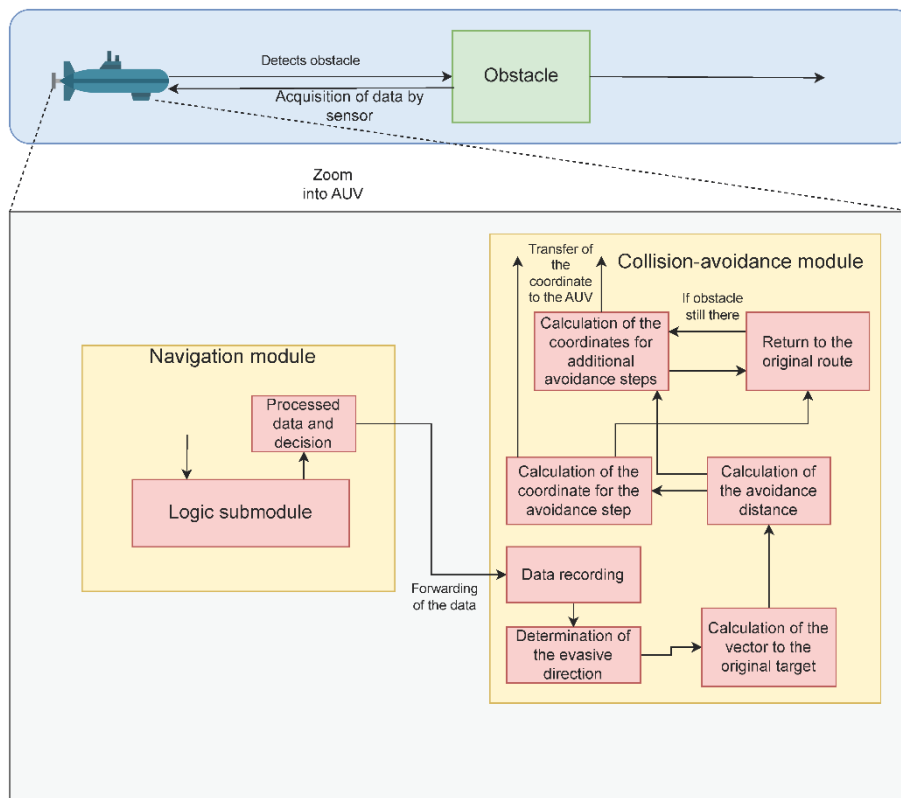 Detects obstacle
Acquisition of data by
sensor
Obstacle
Zoom
into AUV
Navigation module
Processed
data and
decision
Logic submodule
Forwarding
of the data
Transfer of
the
coordinate
to the AUV
Collision-avoidance module
If obstacle
still there
Calculation of the
coordinates for
additional
avoidance steps
Return to the
original route
Calculation of the
coordinate for the
avoidance step
Calculation of
the avoidance
distance
Data recording
Determination of
the evasive
direction
Calculation of the
vector to the
original target